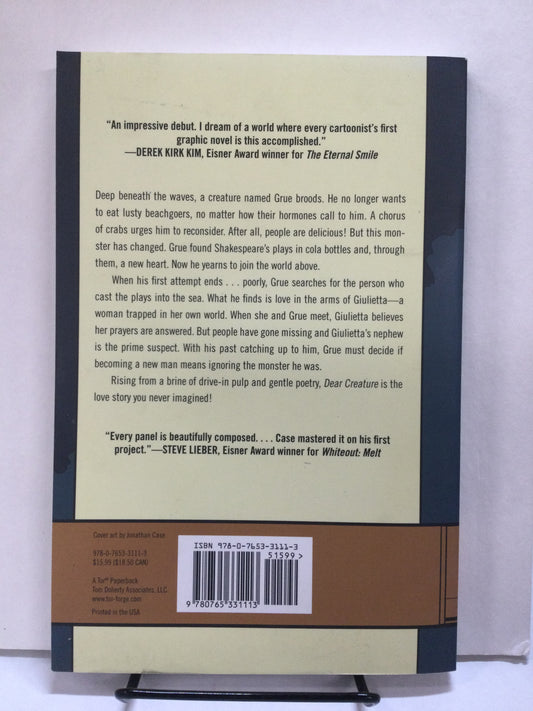 “An impressive debut. I dream of a world where every cartoonist’s first
graphic novel is this accomplished.”
—DEREK KIRK KIM, Eisner Award winner for The Eternal Smile
Deep beneath the waves, a creature named Grue broods. He no longer wants
to eat lusty beachgoers, no matter how their hormones call to him. A chorus
of crabs urges him to reconsider. After all, people are delicious! But this mon-
ster has changed. Grue found Shakespeare’s plays in cola bottles and, through
them, a new heart. Now he yearns to join the world above.
When his first attempt ends . . . poorly, Grue searches for the person who
cast the plays into the sea. What he finds is love in the arms of Giulietta—a
woman trapped in her own world. When she and Grue meet, Giulietta believes
her prayers are answered. But people have gone missing and Giulietta’s nephew
is the prime suspect. With his past catching up to him, Grue must decide if
becoming a new man means ignoring the monster he was.
Rising from a brine of drive-in pulp and gentle poetry, Dear Creature is the
love story you never imagined!
“Every panel is beautifully composed. . . . Case mastered it on his first
project.”—STEVE LIEBER, Eisner Award winner for Whiteout: Melt
Cover art by Jonathan Case
978-0-7653-3111-3
$15.99 ($18.50 CAN)
A Tor® Paperback
Tom Doherty Associates, LLC
www.tor-forge.com
Printed in the USA
ISBN 978-0-7653-3111-3
51599 >
9 780765 331113